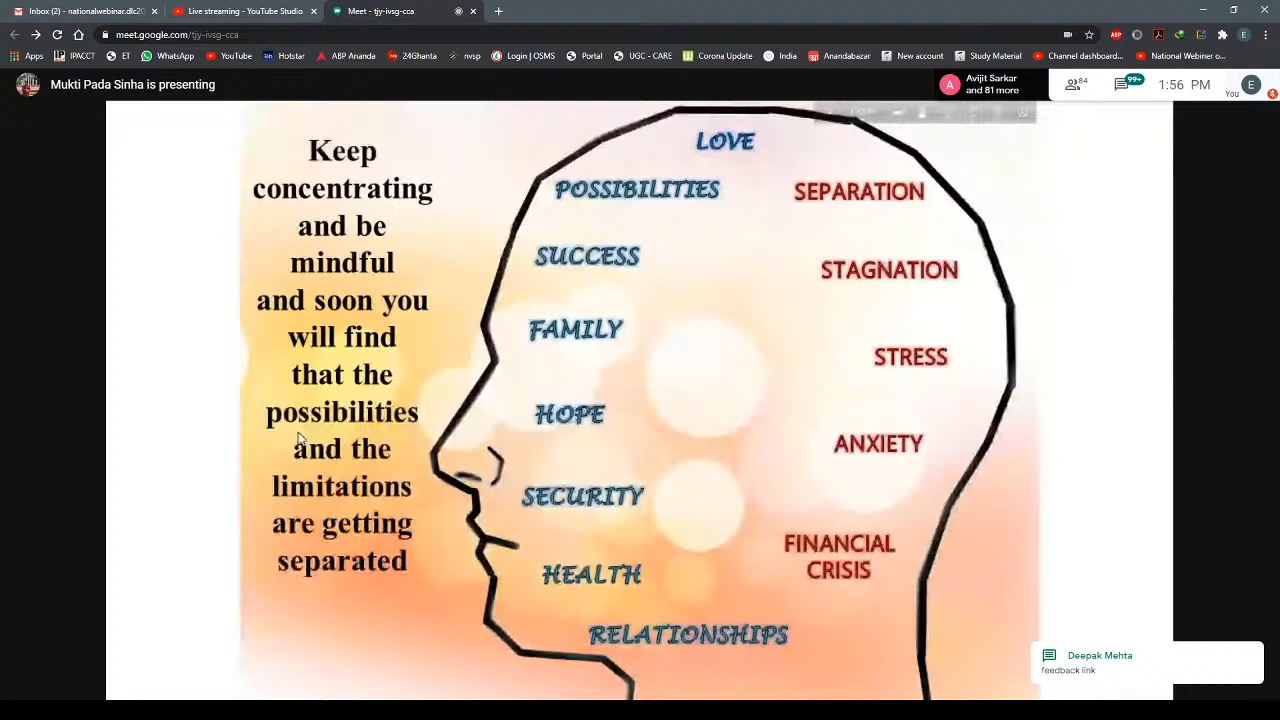 Inbox (2) - nationalwebinar.dlc20
Live streaming - YouTube Studio
Meet - tjy-ivsg-cca
meet.google.com/tjy-ivsg-cca
Apps
IPACCT
ET
WhatsApp
YouTube
Hotstar
ABP Ananda
24Ghanta
nvsp
Login | OSMS
Portal
UGC - CARE
Corona Update
India
Anandabazar
New account
Study Material
Channel dashboard...
National Webinar o...
Mukti Pada Sinha is presenting
A
Avijit Sarkar
and 81 more
84
99+
1:56 PM
You
E
Keep
concentrating
and be
mindful
and soon you
will find
that the
possibilities
and the
limitations
are getting
separated
LOVE
POSSIBILITIES
SEPARATION
SUCCESS
STAGNATION
FAMILY
STRESS
HOPE
ANXIETY
SECURITY
FINANCIAL
CRISIS
HEALTH
RELATIONSHIPS
Deepak Mehta
feedback link